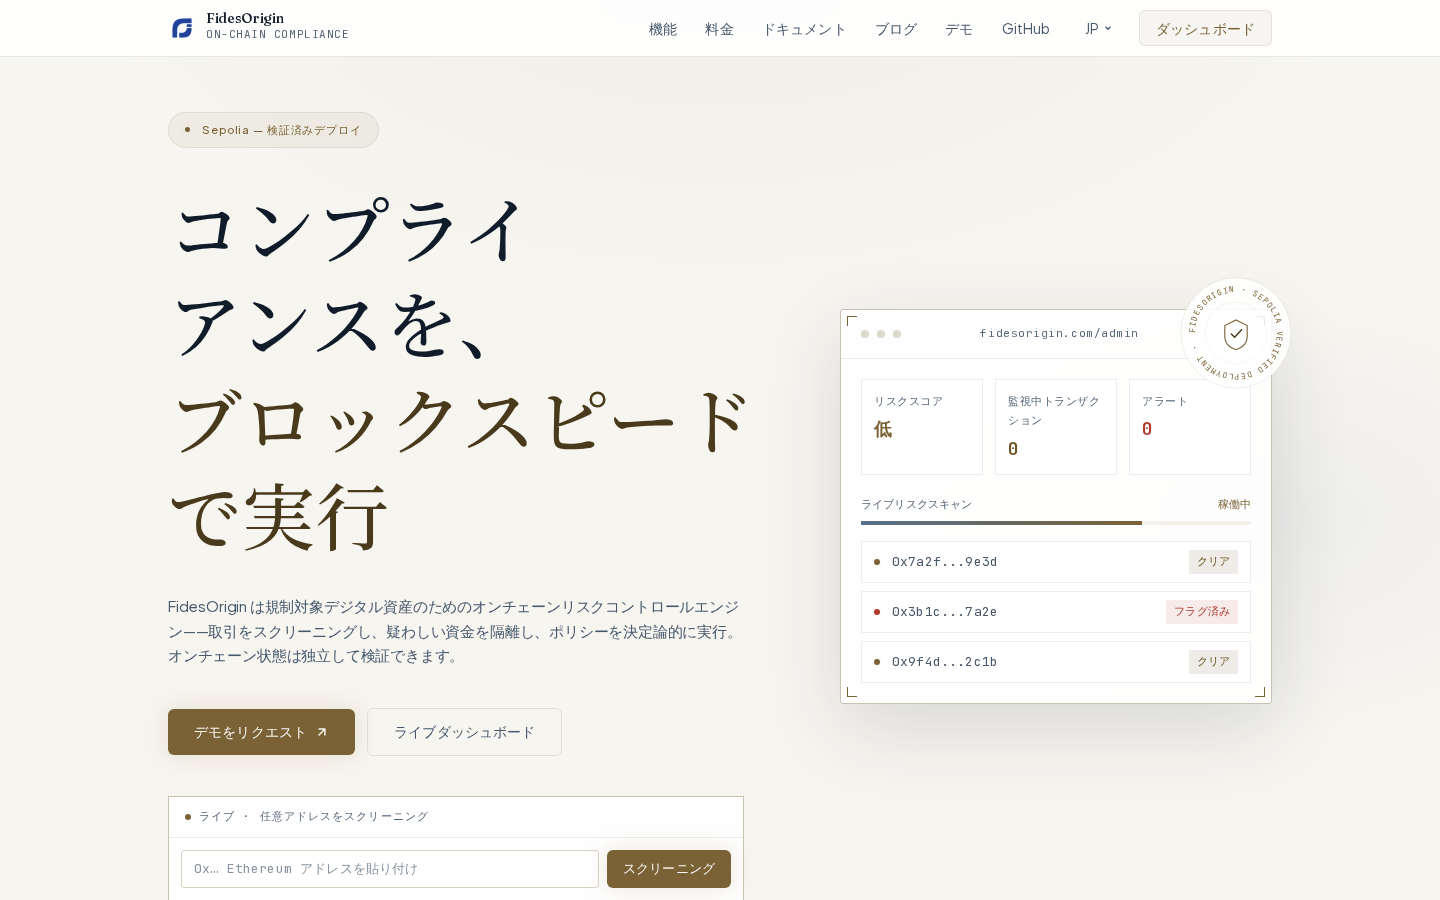 FidesOrigin
ON-CHAIN COMPLIANCE
機能
料金
ドキュメント
ブログ
デモ
GitHub
JP
ダッシュボード
Sepolia — 検証済みデプロイ
コンプライ
アンスを、
ブロックスピード
で実行
FidesOrigin は規制対象デジタル資産のためのオンチェーンリスクコントロールエンジ
ン——取引をスクリーニングし、疑わしい資金を隔離し、ポリシーを決定論的に実行。
オンチェーン状態は独立して検証できます。
デモをリクエスト
ライブダッシュボード
ライブ · 任意アドレスをスクリーニング
0x… Ethereum アドレスを貼り付け
スクリーニング
fidesorigin.com/admin
FIDESORIGIN · SEPOLIA VERIFIED DEPLOYMENT ·
リスクスコア
低
監視中トランザク
ション
0
アラート
0
ライブリスクスキャン
稼働中
0x7a2f...9e3d
クリア
0x3b1c...7a2e
フラグ済み
0x9f4d...2c1b
クリア